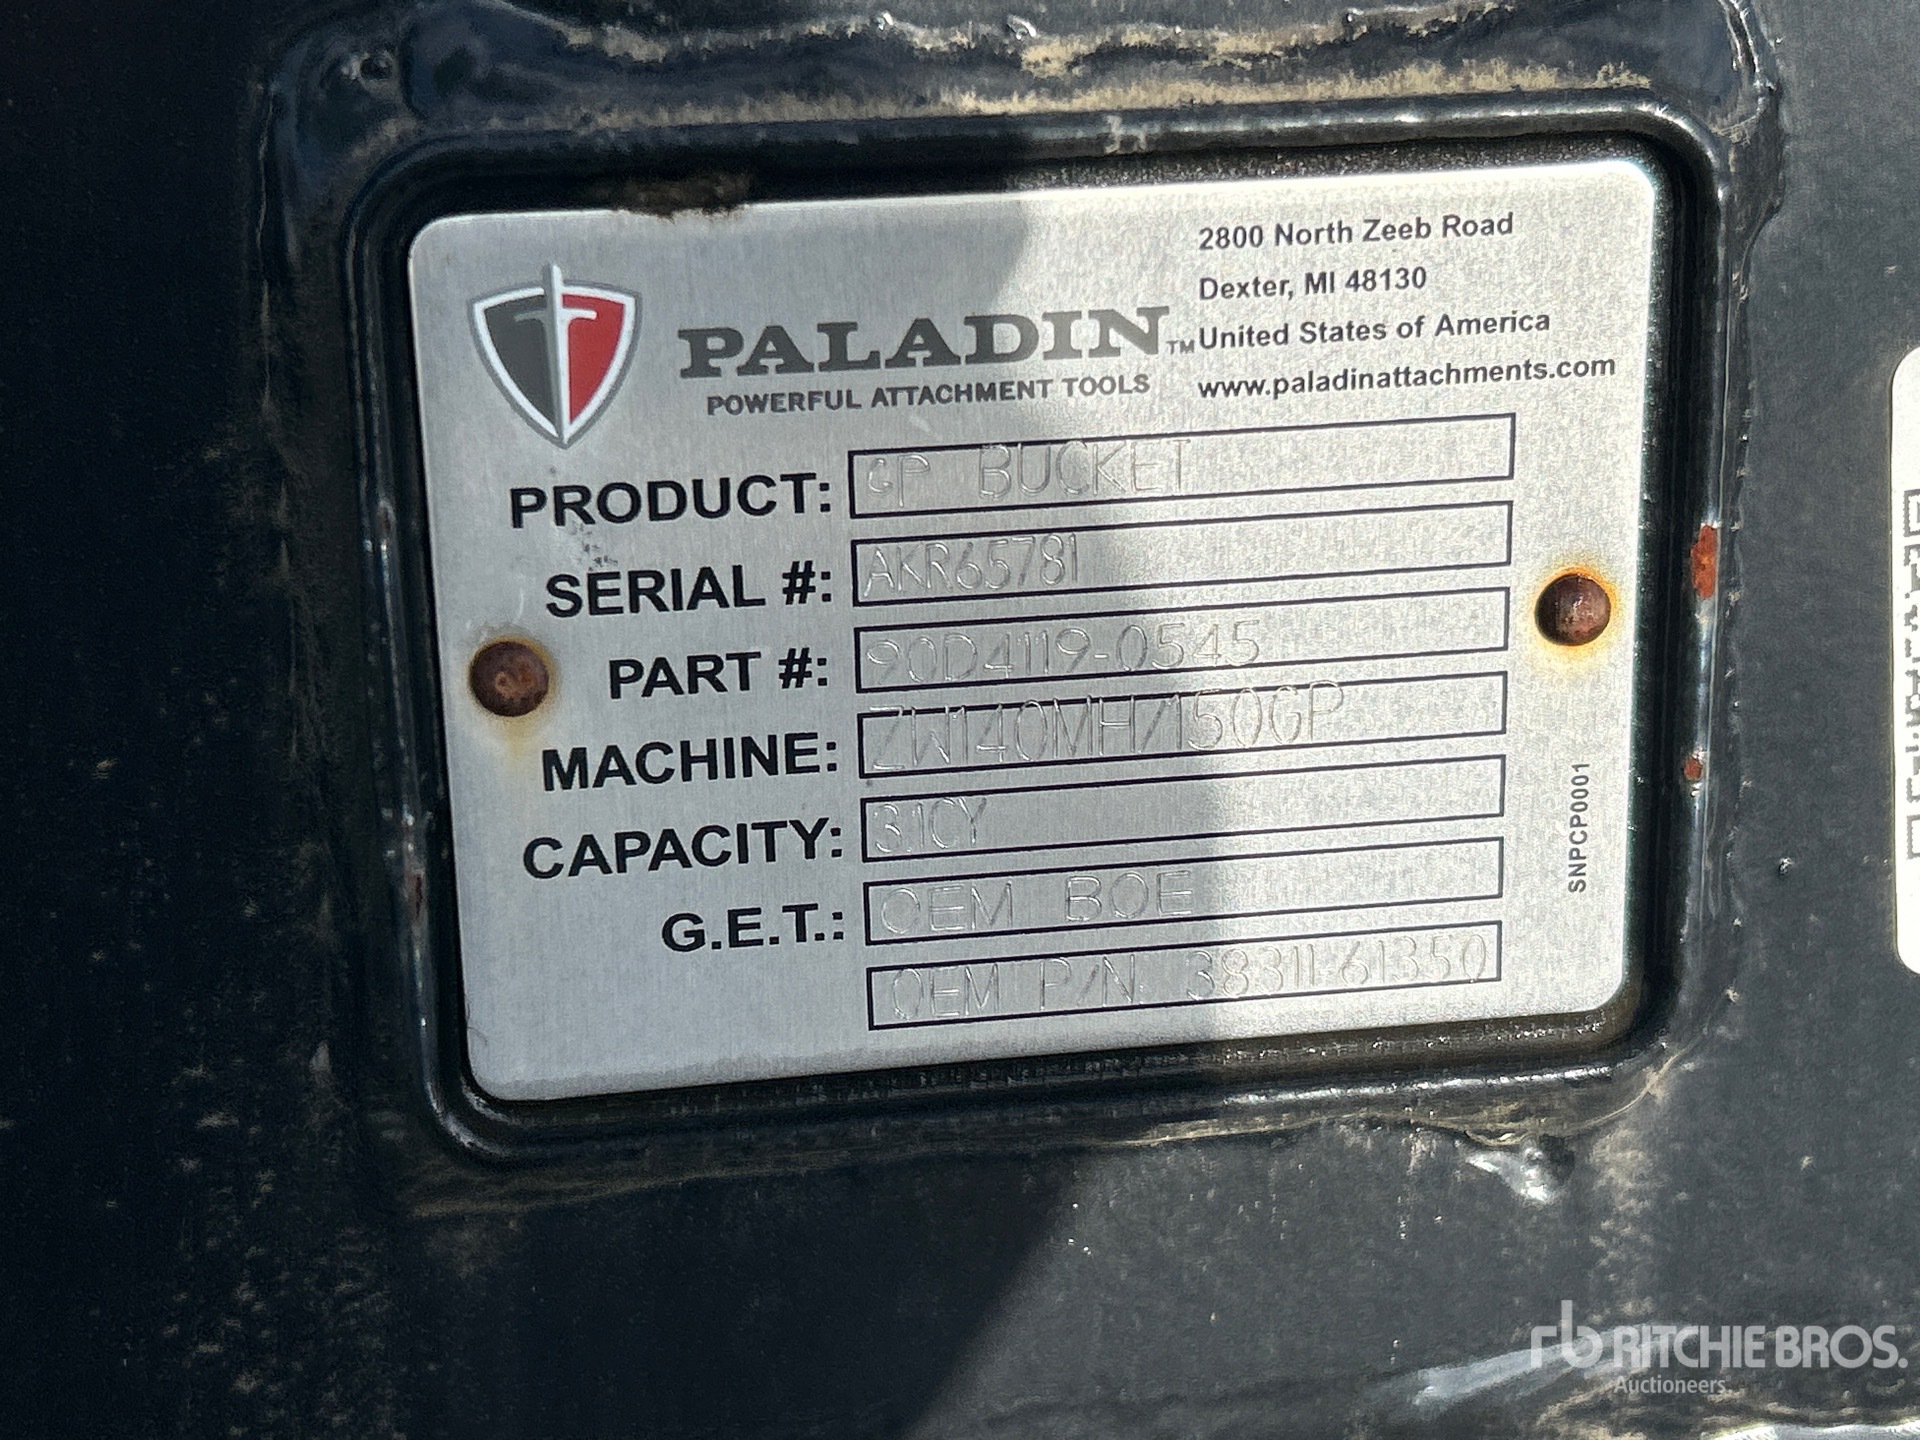 PALADIN™
POWERFUL ATTACHMENT TOOLS
2800 North Zeeb Road
Dexter, MI 48130
United States of America
www.paladinattachments.com
PRODUCT: GP BUCKET
SERIAL #: AKR65781
PART #: 90D4119-0545
MACHINE: ZW140MH/150GP
CAPACITY: 3.1CY
G.E.T.: OEM BOE
OEM P/N 38311-61350
SNPCP0001
rb RITCHIE BROS.
Auctioneers